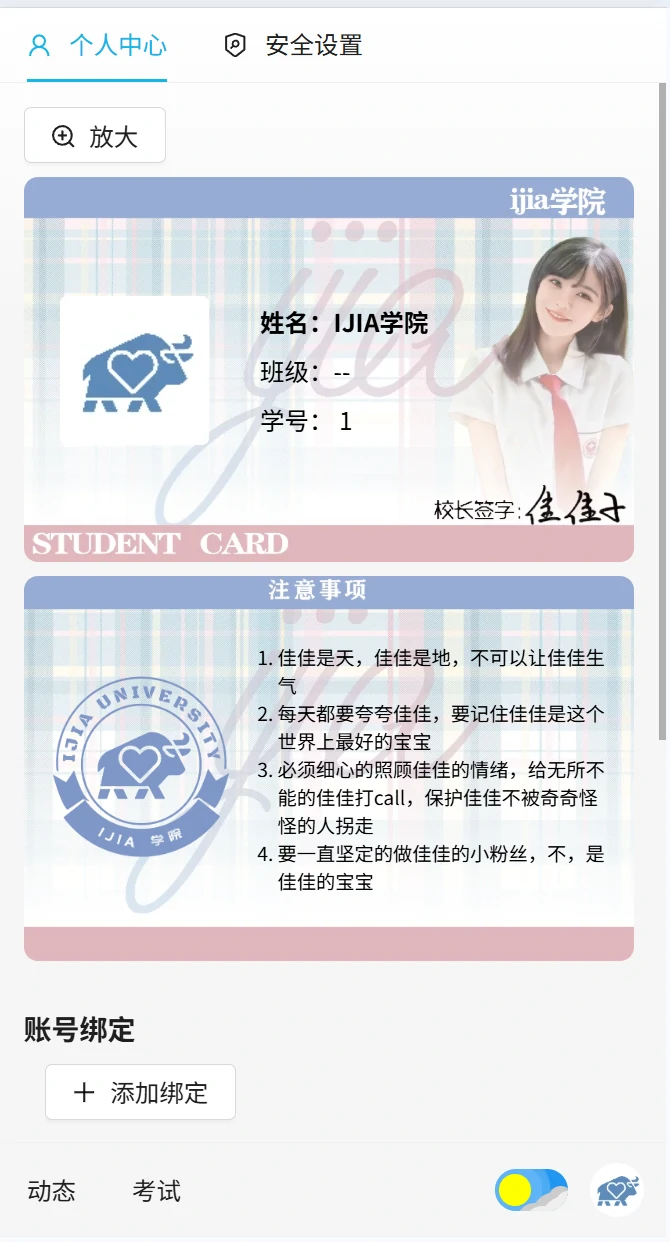 个人中心 安全设置
放大
ijia学院
ijia
姓名：IJIA学院
班级：--
学号： 1
校长签字:佳佳子
STUDENT CARD
注意事项
ijia
IJIA UNIVERSITY
IJIA 学院
1. 佳佳是天，佳佳是地，不可以让佳佳生
气
2. 每天都要夸夸佳佳，要记住佳佳是这个
世界上最好的宝宝
3. 必须细心的照顾佳佳的情绪，给无所不
能的佳佳打call，保护佳佳不被奇奇怪
怪的人拐走
4. 要一直坚定的做佳佳的小粉丝，不，是
佳佳的宝宝
账号绑定
添加绑定
动态 考试